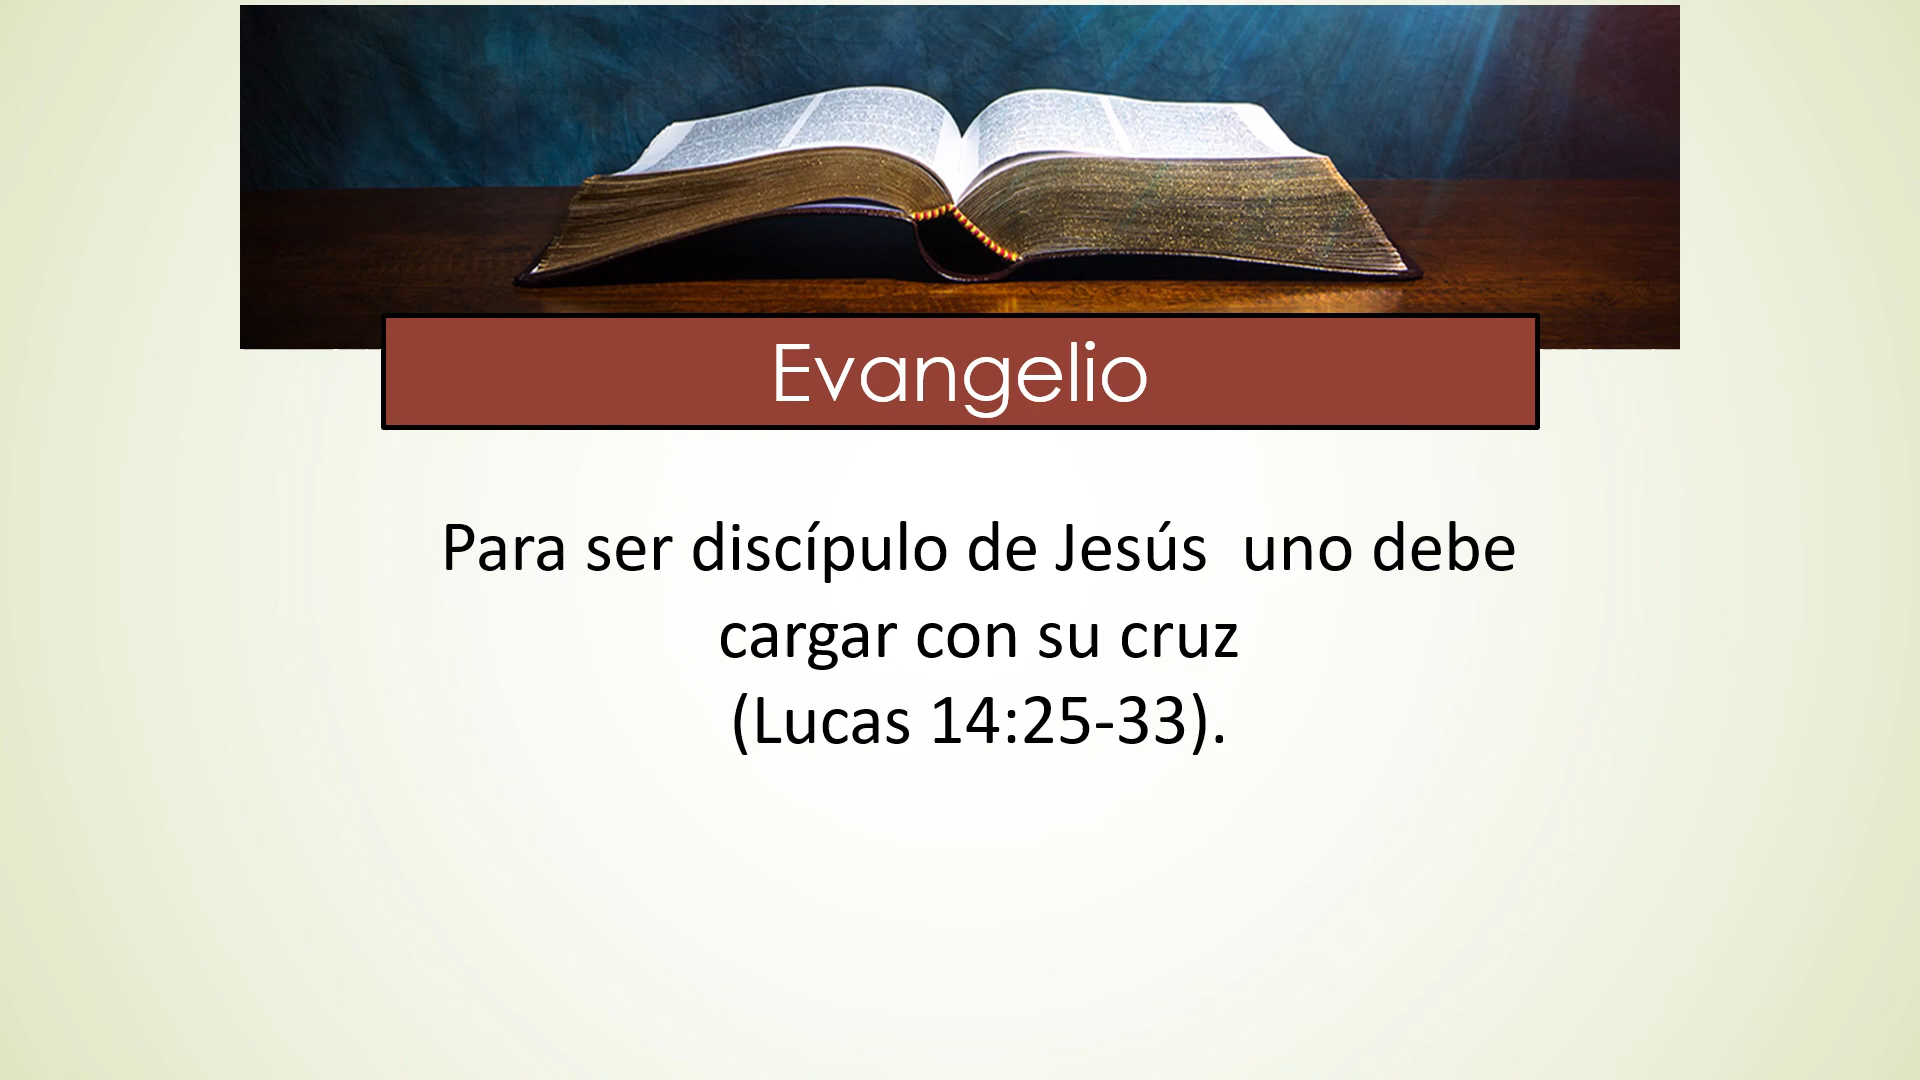 Evangelio
Para ser discípulo de Jesús  uno debe
cargar con su cruz
(Lucas 14:25-33).